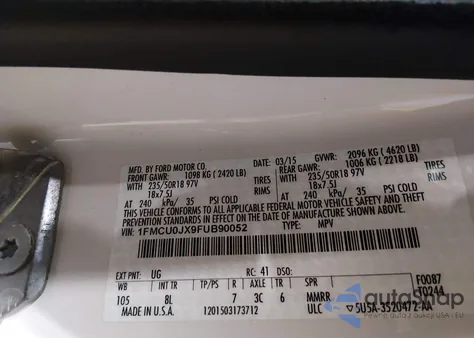 MFD. BY FORD MOTOR CO. DATE: 03/15 GVWR: 2096 KG (4620 LB)
FRONT GAWR: 1098 KG (2420 LB) REAR GAWR: 1006 KG (2218 LB)
WITH 235/50R18 97V TIRES WITH 235/50R18 97V TIRES
18x7.5J RIMS 18x7.5J RIMS
AT 240 kPa/ 35 PSI COLD AT 240 kPa/ 35 PSI COLD
THIS VEHICLE CONFORMS TO ALL APPLICABLE FEDERAL MOTOR VEHICLE SAFETY AND THEFT
PREVENTION STANDARDS IN EFFECT ON THE DATE OF MANUFACTURE SHOWN ABOVE.
VIN: 1FMCU0JX9FUB90052 TYPE: MPV
EXT PNT: UG RC: 41 DSO:
WB INT TR TP/PS R AXLE TR SPR F0087
105 8L 7 3C 6 MMRR T0244
MADE IN U.S.A. 1201503173712 ULC 5U5A-3520472-AA
autoSnap